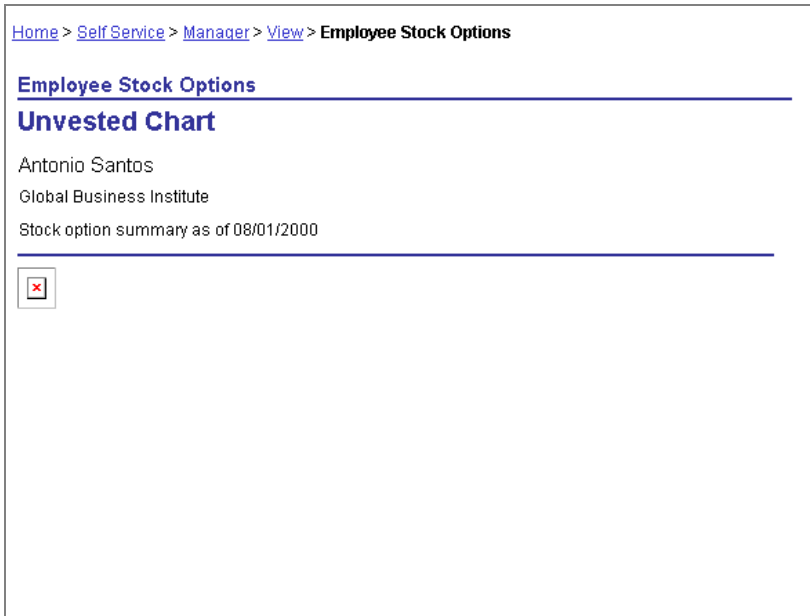 Home > Self Service > Manager > View > Employee Stock Options
Employee Stock Options
Unvested Chart
Antonio Santos
Global Business Institute
Stock option summary as of 08/01/2000